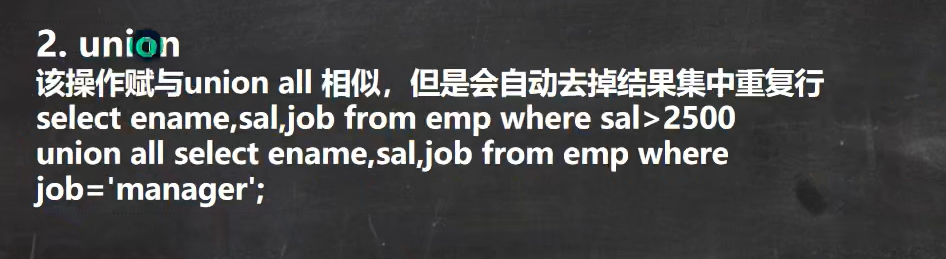 2. union
该操作赋与union all 相似，但是会自动去掉结果集中重复行
select ename,sal,job from emp where sal>2500
union all select ename,sal,job from emp where
job='manager';